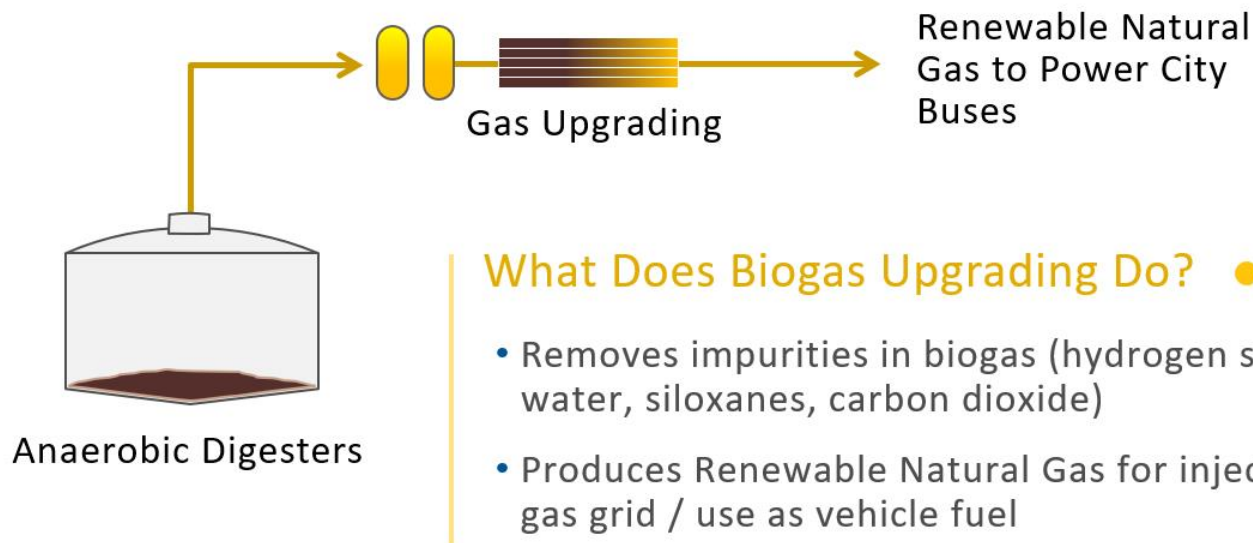 Renewable Natural
Gas to Power City
Buses
Gas Upgrading
Anaerobic Digesters
What Does Biogas Upgrading Do?
• Removes impurities in biogas (hydrogen
water, siloxanes, carbon dioxide)
• Produces Renewable Natural Gas for
gas grid / use as vehicle fuel